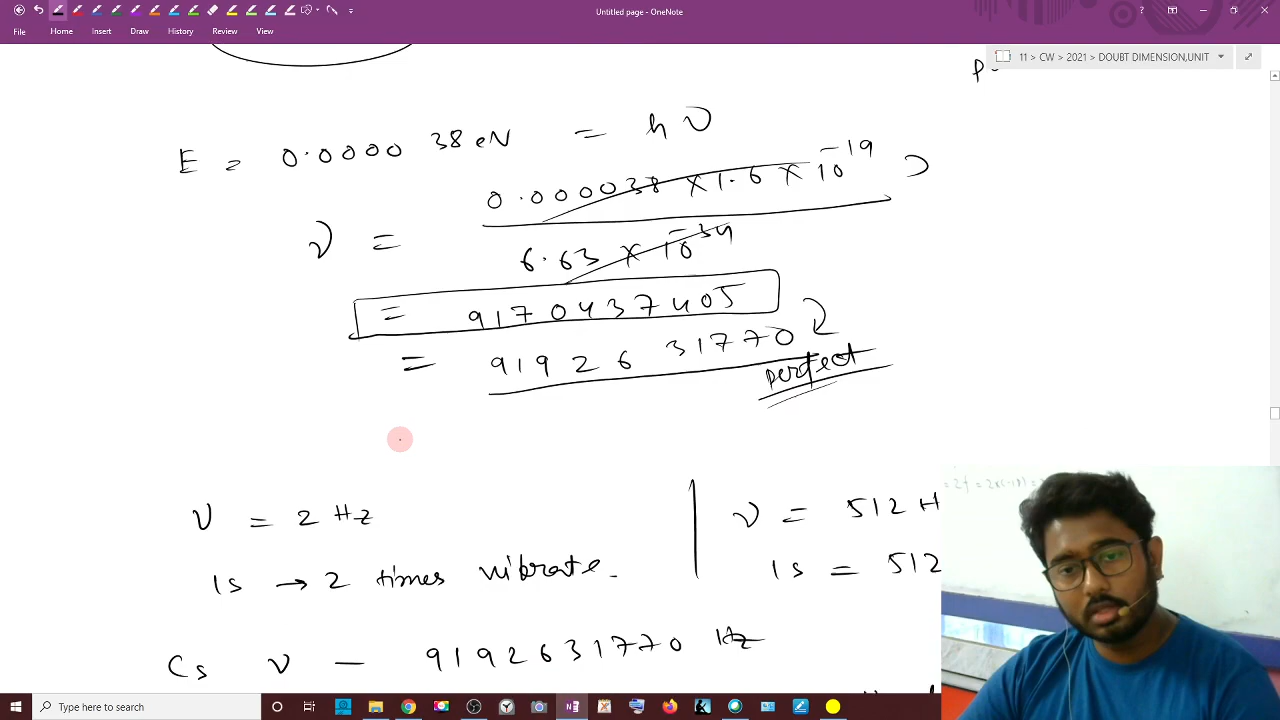 Untitled page - OneNote
File Home Insert Draw History Review View
11 > CW > 2021 > DOUBT DIMENSION,UNIT
P
E = 0.0000 38 eV = hν
ν = 0.000038 × 1.6 × 10^-19
6.63 × 10^-34
= 9170437405
= 9192631770
perfect
ν = 2 Hz
1s → 2 times vibrate.
ν = 512 H
1s = 512
Cs ν — 9192631770 Hz
Type here to search